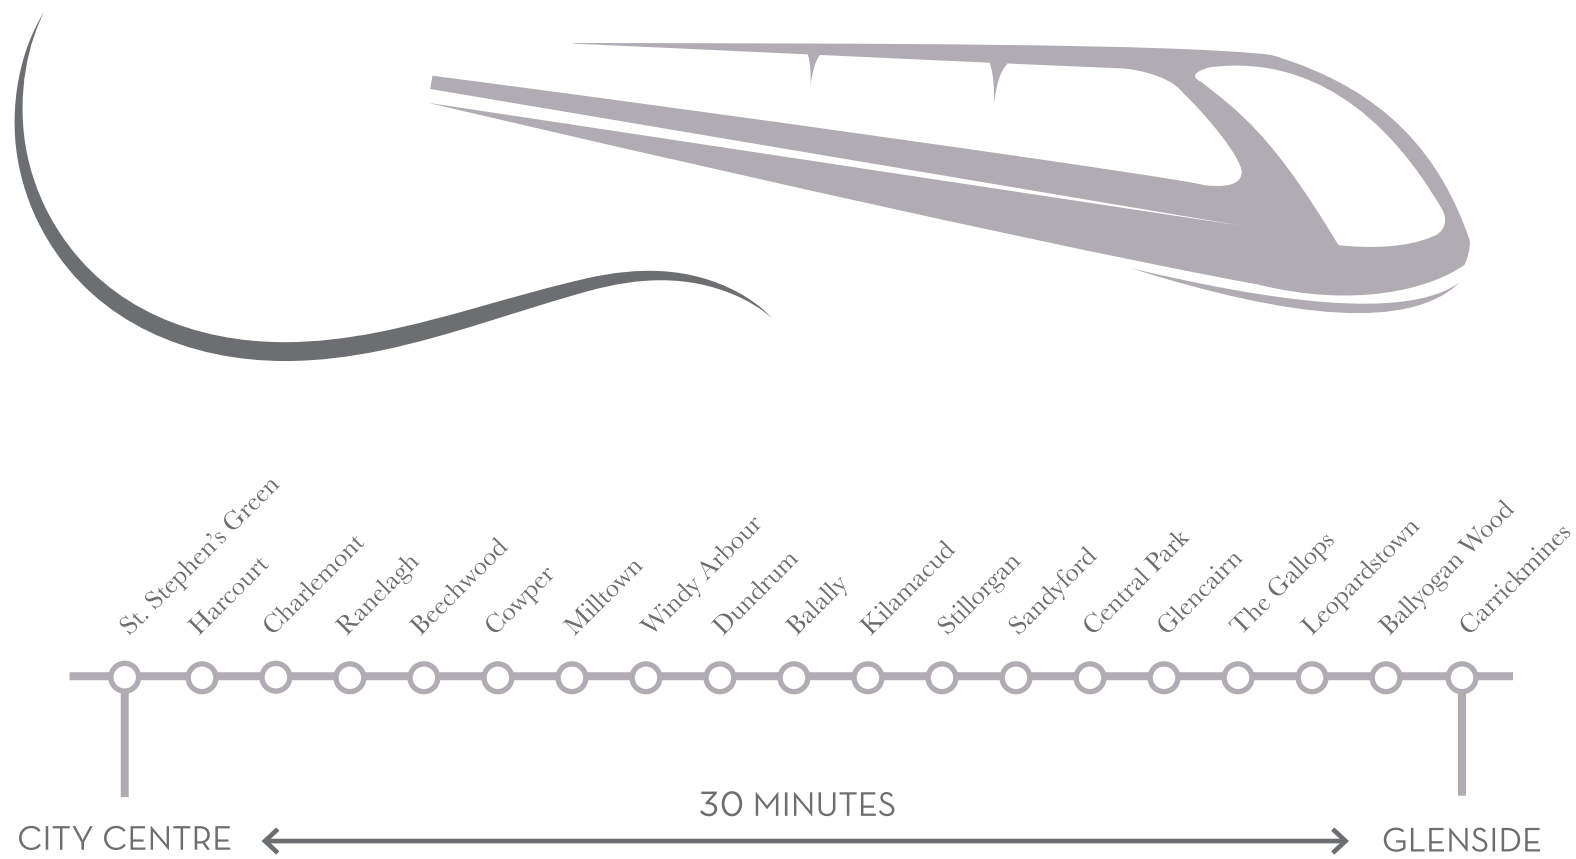 St. Stephen’s Green
Harcourt
Charlemont
Ranelagh
Beechwood
Cowper
Milltown
Windy Arbour
Dundrum
Balally
Kilamacud
Stillorgan
Sandyford
Central Park
Glencairn
The Gallops
Leopardstown
Ballyogan Wood
Carrickmines
30 MINUTES
CITY CENTRE
GLENSIDE